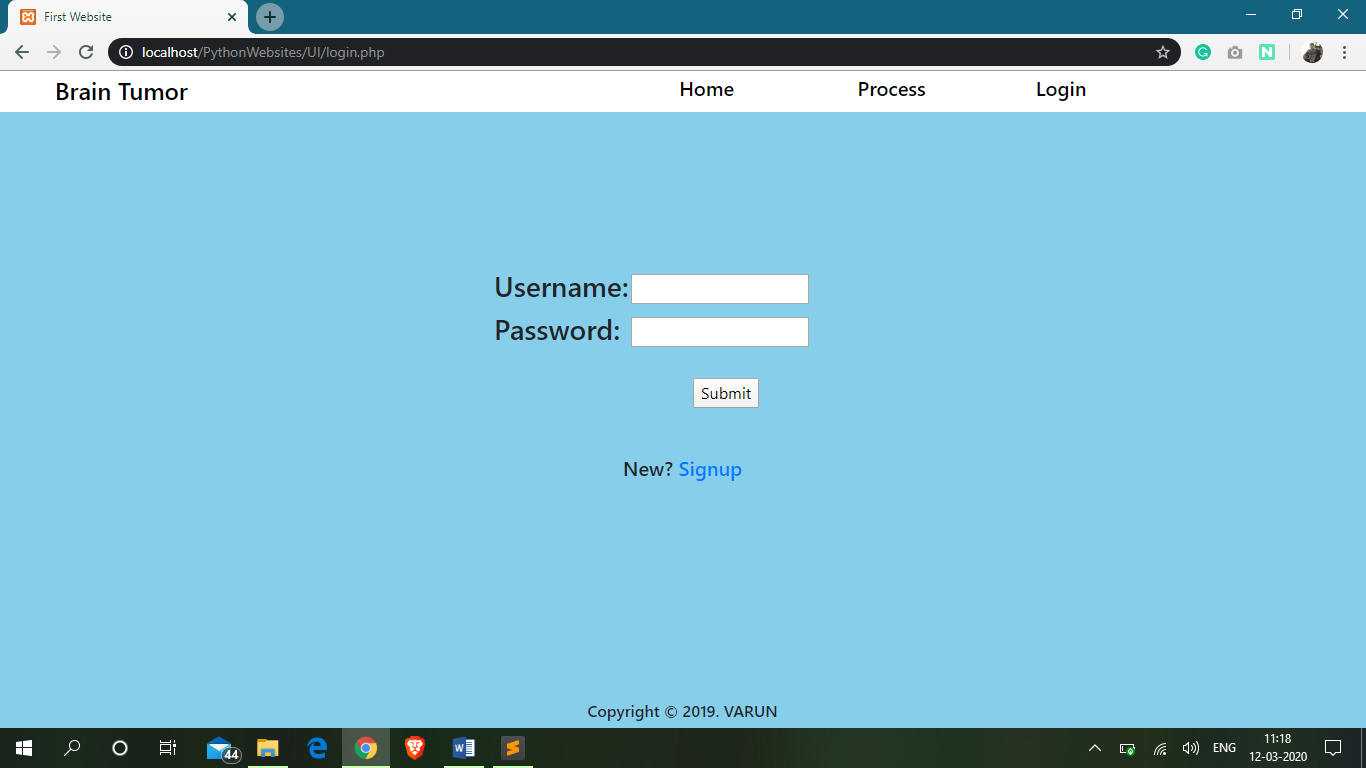 First Website
localhost/PythonWebsites/UI/login.php
Brain Tumor Home Process Login
Username:
Password:
Submit
New? Signup
Copyright © 2019. VARUN
44
ENG
11:18
12-03-2020